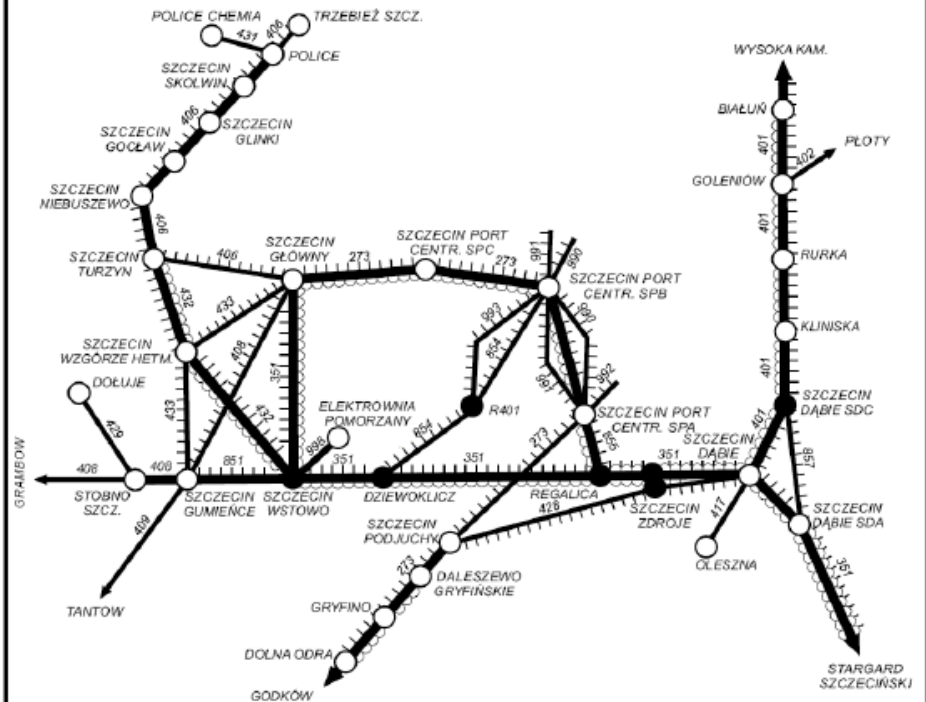 POLICE CHEMIA
TRZEBIEŻ SZCZ.
431
406
POLICE
SZCZECIN
SKOLWIN
406
SZCZECIN
GLINKI
SZCZECIN
GOCŁAW
SZCZECIN
NIEBUSZEWO
406
SZCZECIN
TURZYN
406
SZCZECIN
GŁÓWNY
273
SZCZECIN PORT
CENTR. SPC
273
991
990
SZCZECIN PORT
CENTR. SPB
WYSOKA KAM.
BIAŁUŃ
401
402
PŁOTY
GOLENIÓW
401
RURKA
KLINISKA
401
432
433
408
351
993
854
990
991
992
SZCZECIN
WZGÓRZE HETM.
DOŁUJE
433
432
ELEKTROWNIA
POMORZANY
998
R401
854
SZCZECIN PORT
CENTR. SPA
273
855
SZCZECIN
DĄBIE
401
SZCZECIN
DĄBIE SDC
857
429
GRAMBOW
408
408
851
351
351
351
STOBNO
SZCZ.
SZCZECIN
GUMIEŃCE
SZCZECIN
WSTOWO
DZIEWOKLICZ
REGALICA
SZCZECIN
ZDROJE
417
SZCZECIN
DĄBIE SDA
409
SZCZECIN
PODJUCHY
428
OLESZNA
351
TANTOW
273
DALESZEWO
GRYFIŃSKIE
GRYFINO
DOLNA ODRA
GODKÓW
STARGARD
SZCZECIŃSKI